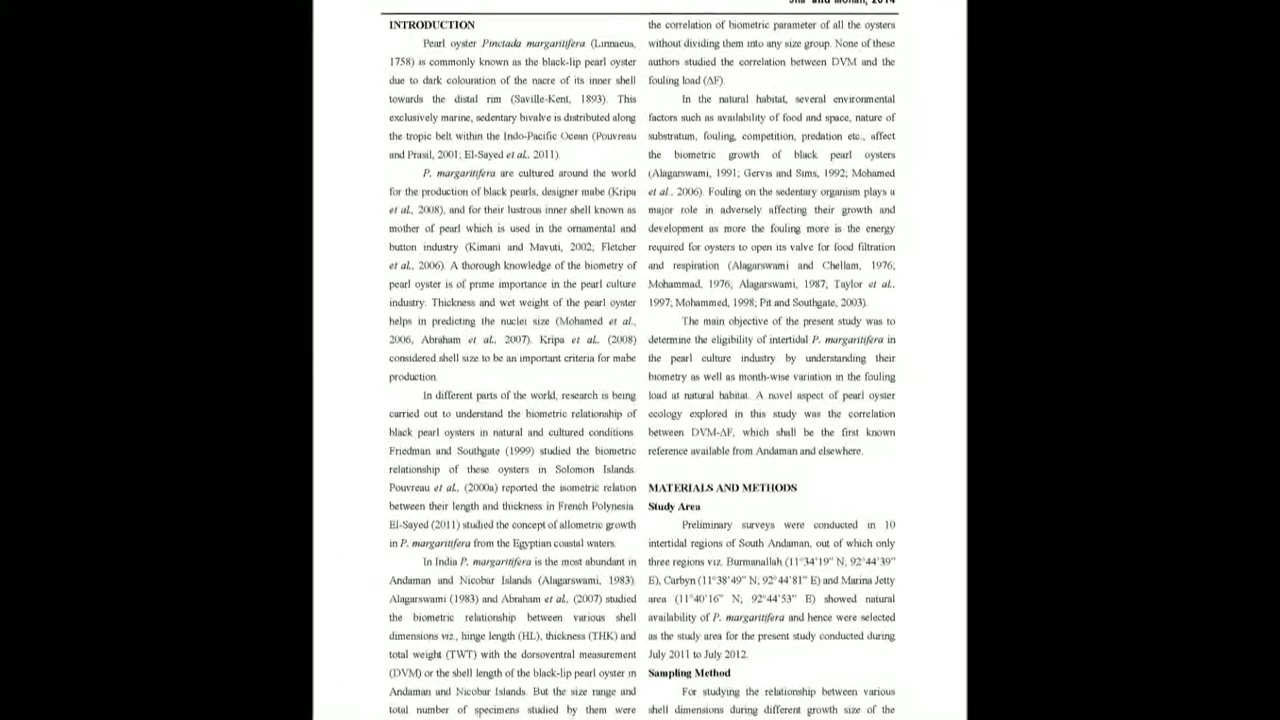 Jha and Mohan, 2014
INTRODUCTION
Pearl oyster Pinctada margaritifera (Linnaeus,
1758) is commonly known as the black-lip pearl oyster
due to dark colouration of the nacre of its inner shell
towards the distal rim (Saville-Kent, 1893). This
exclusively marine, sedentary bivalve is distributed along
the tropic belt within the Indo-Pacific Ocean (Pouvreau
and Prasil, 2001; El-Sayed et al., 2011).
P. margaritifera are cultured around the world
for the production of black pearls, designer mabe (Kripa
et al., 2008), and for their lustrous inner shell known as
mother of pearl which is used in the ornamental and
button industry (Kimani and Mavuti, 2002; Fletcher
et al., 2006). A thorough knowledge of the biometry of
pearl oyster is of prime importance in the pearl culture
industry. Thickness and wet weight of the pearl oyster
helps in predicting the nuclei size (Mohamed et al.,
2006, Abraham et al., 2007). Kripa et al., (2008)
considered shell size to be an important criteria for mabe
production.
In different parts of the world, research is being
carried out to understand the biometric relationship of
black pearl oysters in natural and cultured conditions.
Friedman and Southgate (1999) studied the biometric
relationship of these oysters in Solomon Islands.
Pouvreau et al., (2000a) reported the isometric relation
between their length and thickness in French Polynesia.
El-Sayed (2011) studied the concept of allometric growth
in P. margaritifera from the Egyptian coastal waters.
In India P. margaritifera is the most abundant in
Andaman and Nicobar Islands (Alagarswami, 1983).
Alagarswami (1983) and Abraham et al., (2007) studied
the biometric relationship between various shell
dimensions viz., hinge length (HL), thickness (THK) and
total weight (TWT) with the dorsoventral measurement
(DVM) or the shell length of the black-lip pearl oyster in
Andaman and Nicobar Islands. But the size range and
total number of specimens studied by them were
the correlation of biometric parameter of all the oysters
without dividing them into any size group. None of these
authors studied the correlation between DVM and the
fouling load (ΔF).
In the natural habitat, several environmental
factors such as availability of food and space, nature of
substratum, fouling, competition, predation etc., affect
the biometric growth of black pearl oysters
(Alagarswami, 1991; Gervis and Sims, 1992; Mohamed
et al., 2006). Fouling on the sedentary organism plays a
major role in adversely affecting their growth and
development as more the fouling more is the energy
required for oysters to open its valve for food filtration
and respiration (Alagarswami and Chellam, 1976;
Mohammad, 1976; Alagarswami, 1987; Taylor et al.,
1997; Mohammed, 1998; Pit and Southgate, 2003).
The main objective of the present study was to
determine the eligibility of intertidal P. margaritifera in
the pearl culture industry by understanding their
biometry as well as month-wise variation in the fouling
load at natural habitat. A novel aspect of pearl oyster
ecology explored in this study was the correlation
between DVM-ΔF, which shall be the first known
reference available from Andaman and elsewhere.
MATERIALS AND METHODS
Study Area
Preliminary surveys were conducted in 10
intertidal regions of South Andaman, out of which only
three regions viz. Burmanallah (11°34'19" N; 92°44'39"
E), Carbyn (11°38'49" N; 92°44'81" E) and Marina Jetty
area (11°40'16" N; 92°44'53" E) showed natural
availability of P. margaritifera and hence were selected
as the study area for the present study conducted during
July 2011 to July 2012.
Sampling Method
For studying the relationship between various
shell dimensions during different growth size of the